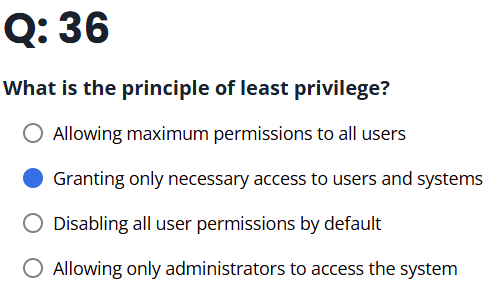 Q: 36
What is the principle of least privilege?
Allowing maximum permissions to all users
Granting only necessary access to users and systems
Disabling all user permissions by default
Allowing only administrators to access the system